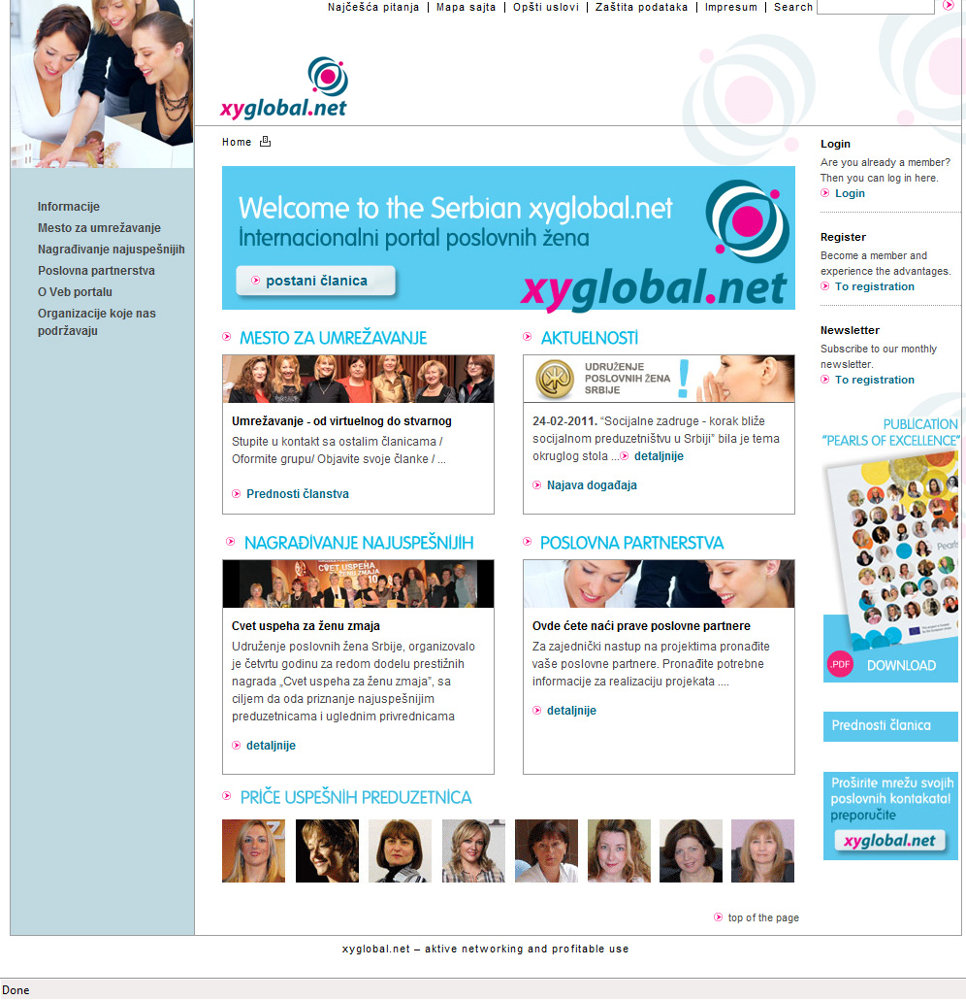 Najčešća pitanja | Mapa sajta | Opšti uslovi | Zaštita podataka | Impresum | Search
xyglobal.net
Home
Informacije
Mesto za umrežavanje
Nagrađivanje najuspešnijih
Poslovna partnerstva
O Veb portalu
Organizacije koje nas
podržavaju
Welcome to the Serbian xyglobal.net
Internacionalni portal poslovnih žena
postani članica
xyglobal.net
MESTO ZA UMREŽAVANJE
Umrežavanje - od virtuelnog do stvarnog
Stupite u kontakt sa ostalim članicama /
Oformite grupu/ Objavite svoje članke / ...
Prednosti članstva
AKTUELNOSTI
UDRUŽENJE
POSLOVNIH ŽENA
SRBIJE
!
24-02-2011. “Socijalne zadruge - korak bliže
socijalnom preduzetništvu u Srbiji” bila je tema
okruglog stola ... detaljnije
Najava događaja
NAGRAĐIVANJE NAJUSPEŠNIJIH
CVET USPEHA
ŽENU ZMAJA
Cvet uspeha za ženu zmaja
Udruženje poslovnih žena Srbije, organizovalo
je četvrtu godinu za redom dodelu prestižnih
nagrada „Cvet uspeha za ženu zmaja”, sa
ciljem da oda priznanje najuspešnijim
preduzetnicama i uglednim privrednicama
detaljnije
POSLOVNA PARTNERSTVA
Ovde ćete naći prave poslovne partnere
Za zajednički nastup na projektima pronađite
vaše poslovne partnere. Pronađite potrebne
informacije za realizaciju projekata ....
detaljnije
PRIČE USPEŠNIH PREDUZETNICA
top of the page
Login
Are you already a member?
Then you can log in here.
Login
Register
Become a member and
experience the advantages.
To registration
Newsletter
Subscribe to our monthly
newsletter.
To registration
PUBLICATION
"PEARLS OF EXCELLENCE"
Pearls
.PDF
DOWNLOAD
Prednosti članica
Proširite mrežu svojih
poslovnih kontakata!
preporučite
xyglobal.net
xyglobal.net – aktive networking and profitable use
Done